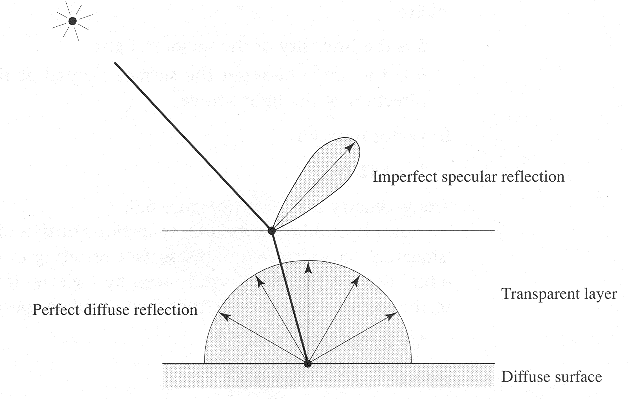 Imperfect specular reflection
Transparent layer
Perfect diffuse reflection
Diffuse surface